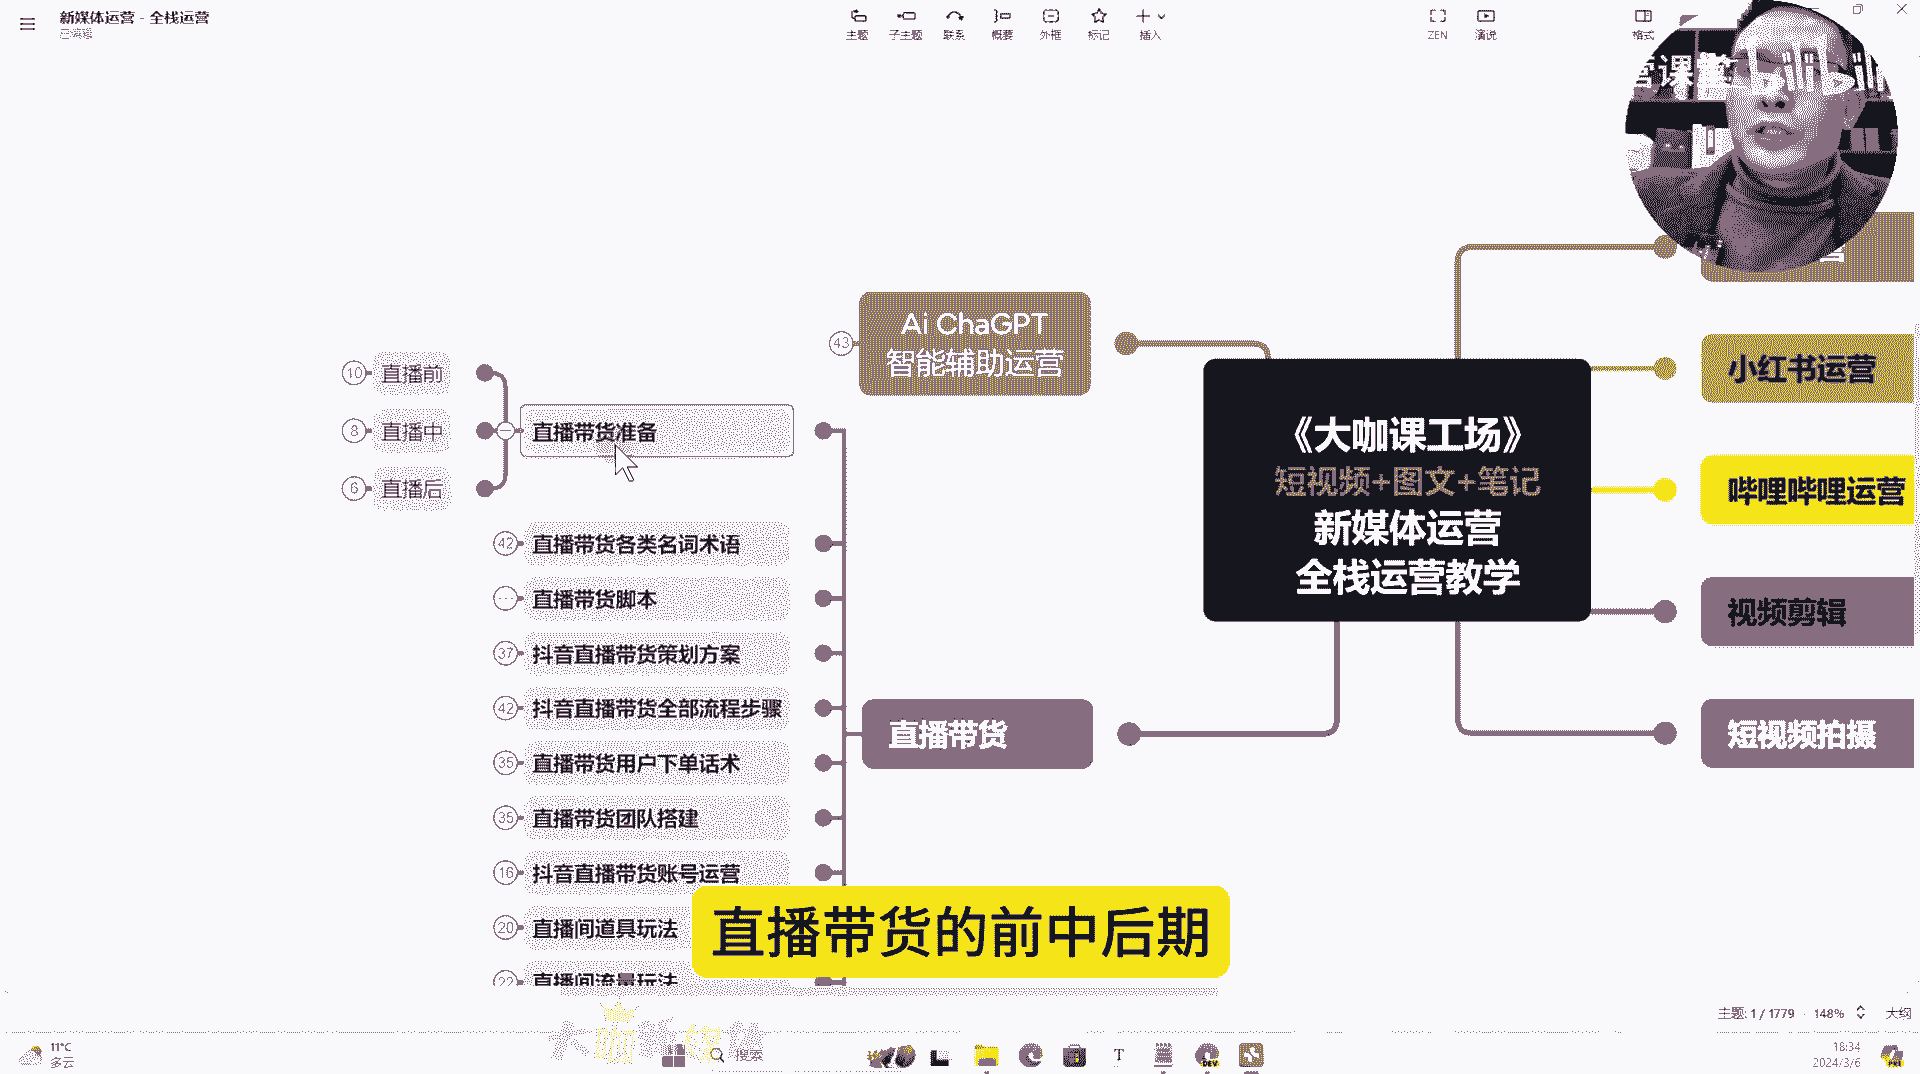 新媒体运营 - 全栈运营
已编辑
主题
子主题
联系
概要
外框
标记
插入
ZEN
演说
格式
营课堂 bilibili
Ai ChaGPT
智能辅助运营
43
10
直播前
8
直播中
6
直播后
直播带货准备
42
直播带货各类名词术语
直播带货脚本
37
抖音直播带货策划方案
42
抖音直播带货全部流程步骤
35
直播带货用户下单话术
35
直播带货团队搭建
16
抖音直播带货账号运营
20
直播间道具玩法
22
直播间流量玩法
直播带货
《大咖课工场》
短视频+图文+笔记
新媒体运营
全栈运营教学
小红书运营
哔哩哔哩运营
视频剪辑
短视频拍摄
直播带货的前中后期
主题: 1 / 1779 · 148%
大纲
11°C
多云
搜索
T
DEV
PRE
18:34
2024/3/6